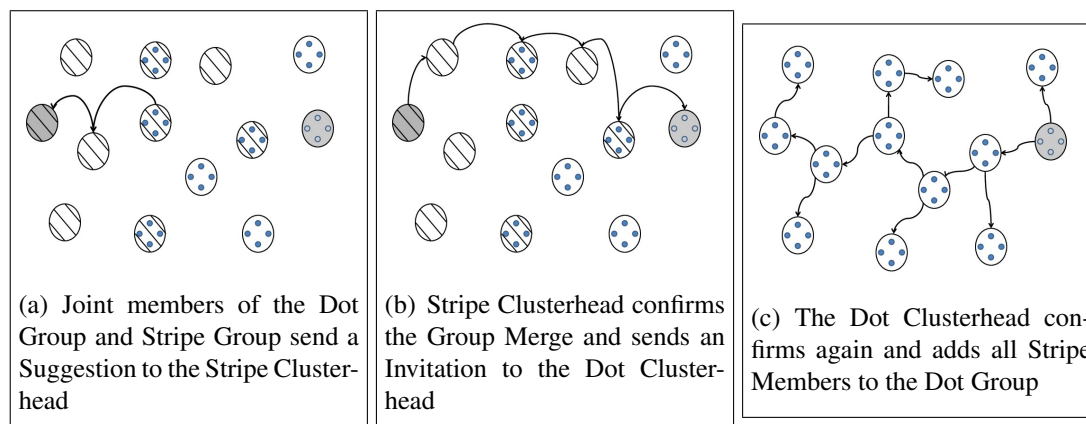 (a) Joint members of the Dot
Group and Stripe Group send a
Suggestion to the Stripe Cluster-
head
(b) Stripe Clusterhead confirms
the Group Merge and sends an
Invitation to the Dot Cluster-
head
(c) The Dot Clusterhead con-
firms again and adds all Stripe
Members to the Dot Group